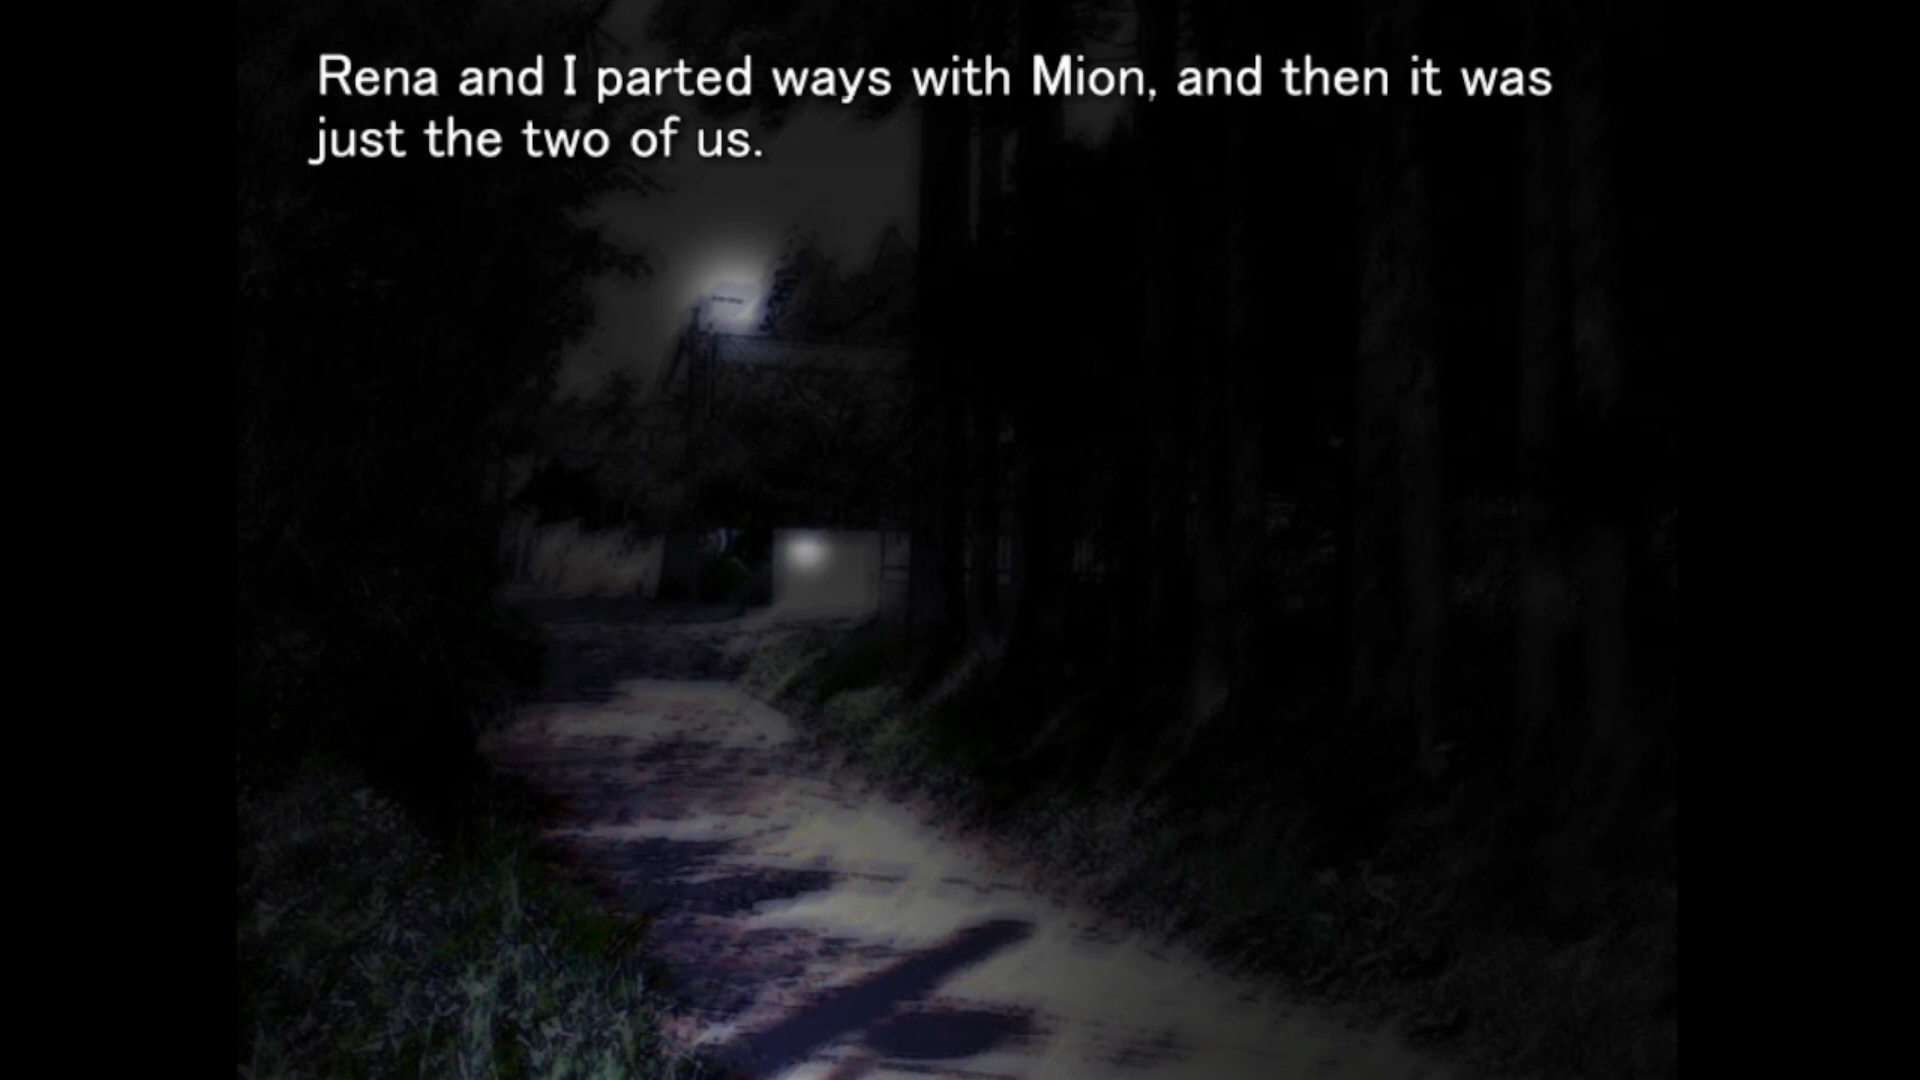 Rena and I parted ways with Mion, and then it was
just the two of us.